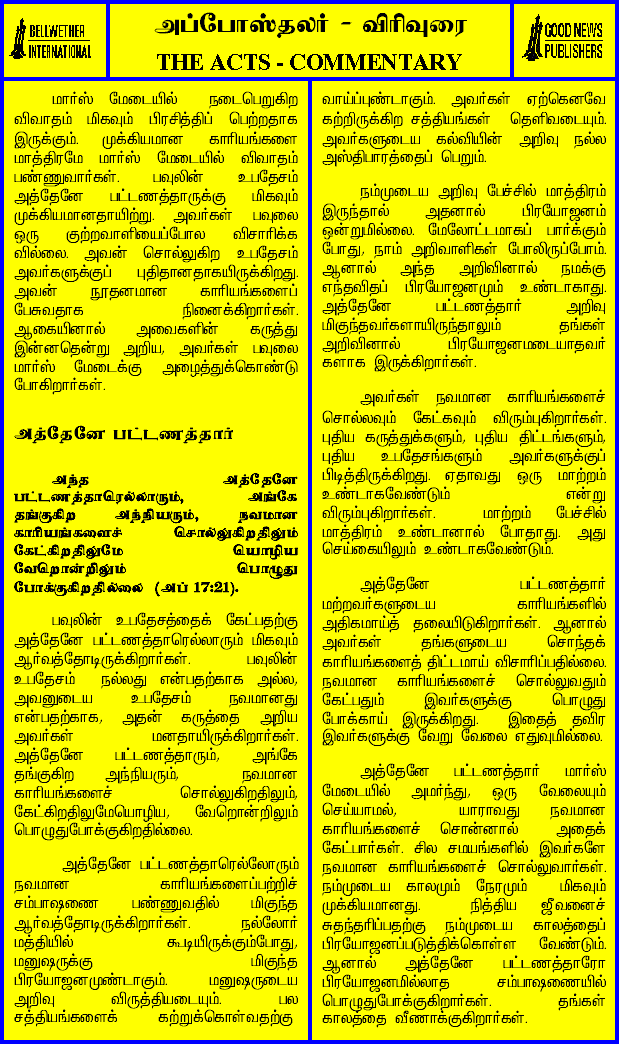 BELLWETHER
INTERNATIONAL
அப்போஸ்தலர் - விரிவுரை
THE ACTS - COMMENTARY
GOOD NEWS
PUBLISHERS
மார்ஸ் மேடையில் நடைபெறுகிற
விவாதம் மிகவும் பிரசித்திப் பெற்றதாக
இருக்கும். முக்கியமான காரியங்களை
மாத்திரமே மார்ஸ் மேடையில் விவாதம்
பண்ணுவார்கள். பவுலின் உபதேசம்
அத்தேனே பட்டணத்தாருக்கு மிகவும்
முக்கியமானதாயிற்று. அவர்கள் பவுலை
ஒரு குற்றவாளியைப்போல விசாரிக்க
வில்லை. அவன் சொல்லுகிற உபதேசம்
அவர்களுக்குப் புதிதானதாகயிருக்கிறது.
அவன் நூதனமான காரியங்களைப்
பேசுவதாக நினைக்கிறார்கள்.
ஆகையினால் அவைகளின் கருத்து
இன்னதென்று அறிய, அவர்கள் பவுலை
மார்ஸ் மேடைக்கு அழைத்துக்கொண்டு
போகிறார்கள்.
அத்தேனே பட்டணத்தார்
அந்த அத்தேனே
பட்டணத்தாரெல்லாரும், அங்கே
தங்குகிற அந்நியரும், நவமான
காரியங்களைச் சொல்லுகிறதிலும்
கேட்கிறதிலுமே யொழிய
வேறொன்றிலும் பொழுது
போக்குகிறதில்லை (அப் 17:21).
பவுலின் உபதேசத்தைக் கேட்பதற்கு
அத்தேனே பட்டணத்தாரெல்லாரும் மிகவும்
ஆர்வத்தோடிருக்கிறார்கள். பவுலின்
உபதேசம் நல்லது என்பதற்காக அல்ல,
அவனுடைய உபதேசம் நவமானது
என்பதற்காக, அதன் கருத்தை அறிய
அவர்கள் மனதாயிருக்கிறார்கள்.
அத்தேனே பட்டணத்தாரும், அங்கே
தங்குகிற அந்நியரும், நவமான
காரியங்களைச் சொல்லுகிறதிலும்,
கேட்கிறதிலுமேயொழிய, வேறொன்றிலும்
பொழுதுபோக்குகிறதில்லை.
அத்தேனே பட்டணத்தாரெல்லோரும்
நவமான காரியங்களைப்பற்றிச்
சம்பாஷணை பண்ணுவதில் மிகுந்த
ஆர்வத்தோடிருக்கிறார்கள். நல்லோர்
மத்தியில் கூடியிருக்கும்போது,
மனுஷருக்கு மிகுந்த
பிரயோஜனமுண்டாகும். மனுஷருடைய
அறிவு விருத்தியடையும். பல
சத்தியங்களைக் கற்றுக்கொள்வதற்கு
வாய்ப்புண்டாகும். அவர்கள் ஏற்கெனவே
கற்றிருக்கிற சத்தியங்கள் தெளிவடையும்.
அவர்களுடைய கல்வியின் அறிவு நல்ல
அஸ்திபாரத்தைப் பெறும்.
நம்முடைய அறிவு பேச்சில் மாத்திரம்
இருந்தால் அதனால் பிரயோஜனம்
ஒன்றுமில்லை. மேலோட்டமாகப் பார்க்கும்
போது, நாம் அறிவாளிகள் போலிருப்போம்.
ஆனால் அந்த அறிவினால் நமக்கு
எந்தவிதப் பிரயோஜனமும் உண்டாகாது.
அத்தேனே பட்டணத்தார் அறிவு
மிகுந்தவர்களாயிருந்தாலும் தங்கள்
அறிவினால் பிரயோஜனமடையாதவர்
களாக இருக்கிறார்கள்.
அவர்கள் நவமான காரியங்களைச்
சொல்லவும் கேட்கவும் விரும்புகிறார்கள்.
புதிய கருத்துக்களும், புதிய திட்டங்களும்,
புதிய உபதேசங்களும் அவர்களுக்குப்
பிடித்திருக்கிறது. ஏதாவது ஒரு மாற்றம்
உண்டாகவேண்டும் என்று
விரும்புகிறார்கள். மாற்றம் பேச்சில்
மாத்திரம் உண்டானால் போதாது. அது
செய்கையிலும் உண்டாகவேண்டும்.
அத்தேனே பட்டணத்தார்
மற்றவர்களுடைய காரியங்களில்
அதிகமாய்த் தலையிடுகிறார்கள். ஆனால்
அவர்கள் தங்களுடைய சொந்தக்
காரியங்களைத் திட்டமாய் விசாரிப்பதில்லை.
நவமான காரியங்களைச் சொல்லுவதும்
கேட்பதும் இவர்களுக்கு பொழுது
போக்காய் இருக்கிறது. இதைத் தவிர
இவர்களுக்கு வேறு வேலை எதுவுமில்லை.
அத்தேனே பட்டணத்தார் மார்ஸ்
மேடையில் அமர்ந்து, ஒரு வேலையும்
செய்யாமல், யாராவது நவமான
காரியங்களைச் சொன்னால் அதைக்
கேட்பார்கள். சில சமயங்களில் இவர்களே
நவமான காரியங்களைச் சொல்லுவார்கள்.
நம்முடைய காலமும் நேரமும் மிகவும்
முக்கியமானது. நித்திய ஜீவனைச்
சுதந்தரிப்பதற்கு நம்முடைய காலத்தைப்
பிரயோஜனப்படுத்திக்கொள்ள வேண்டும்.
ஆனால் அத்தேனே பட்டணத்தாரோ
பிரயோஜனமில்லாத சம்பாஷணையில்
பொழுதுபோக்குகிறார்கள். தங்கள்
காலத்தை வீணாக்குகிறார்கள்.